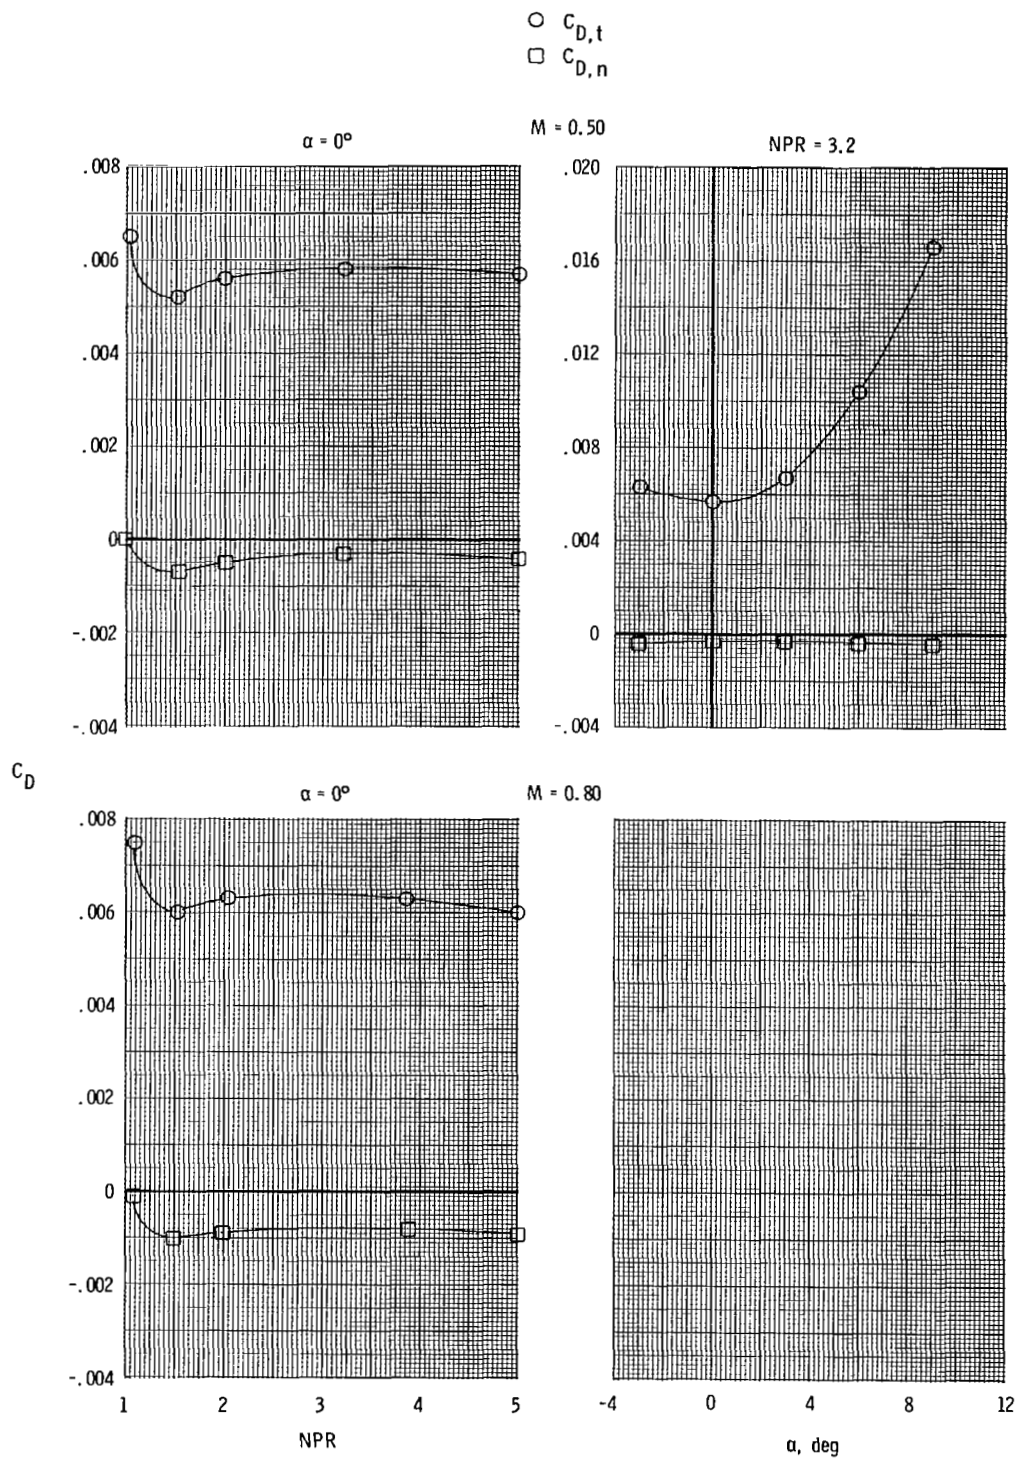 C_D,t
C_D,n
M = 0.50
α = 0°
NPR = 3.2
.008
.006
.004
.002
0
-.002
-.004
.020
.016
.012
.008
.004
0
-.004
C_D
α = 0°
M = 0.80
.008
.006
.004
.002
0
-.002
-.004
1 2 3 4 5
NPR
-4 0 4 8 12
α, deg